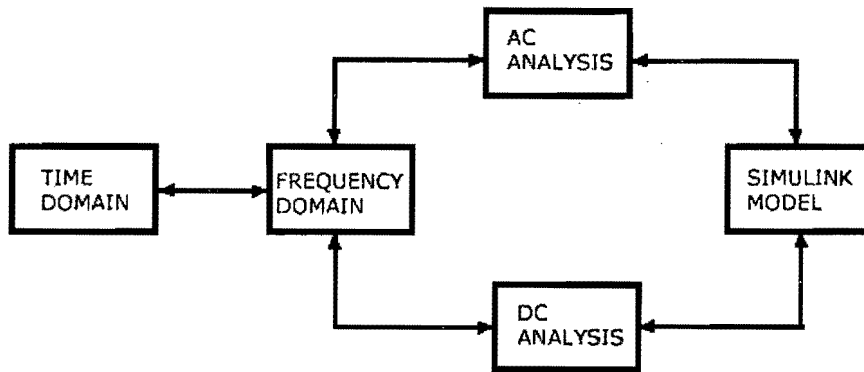 AC
ANALYSIS
TIME
DOMAIN
FREQUENCY
DOMAIN
SIMULINK
MODEL
DC
ANALYSIS